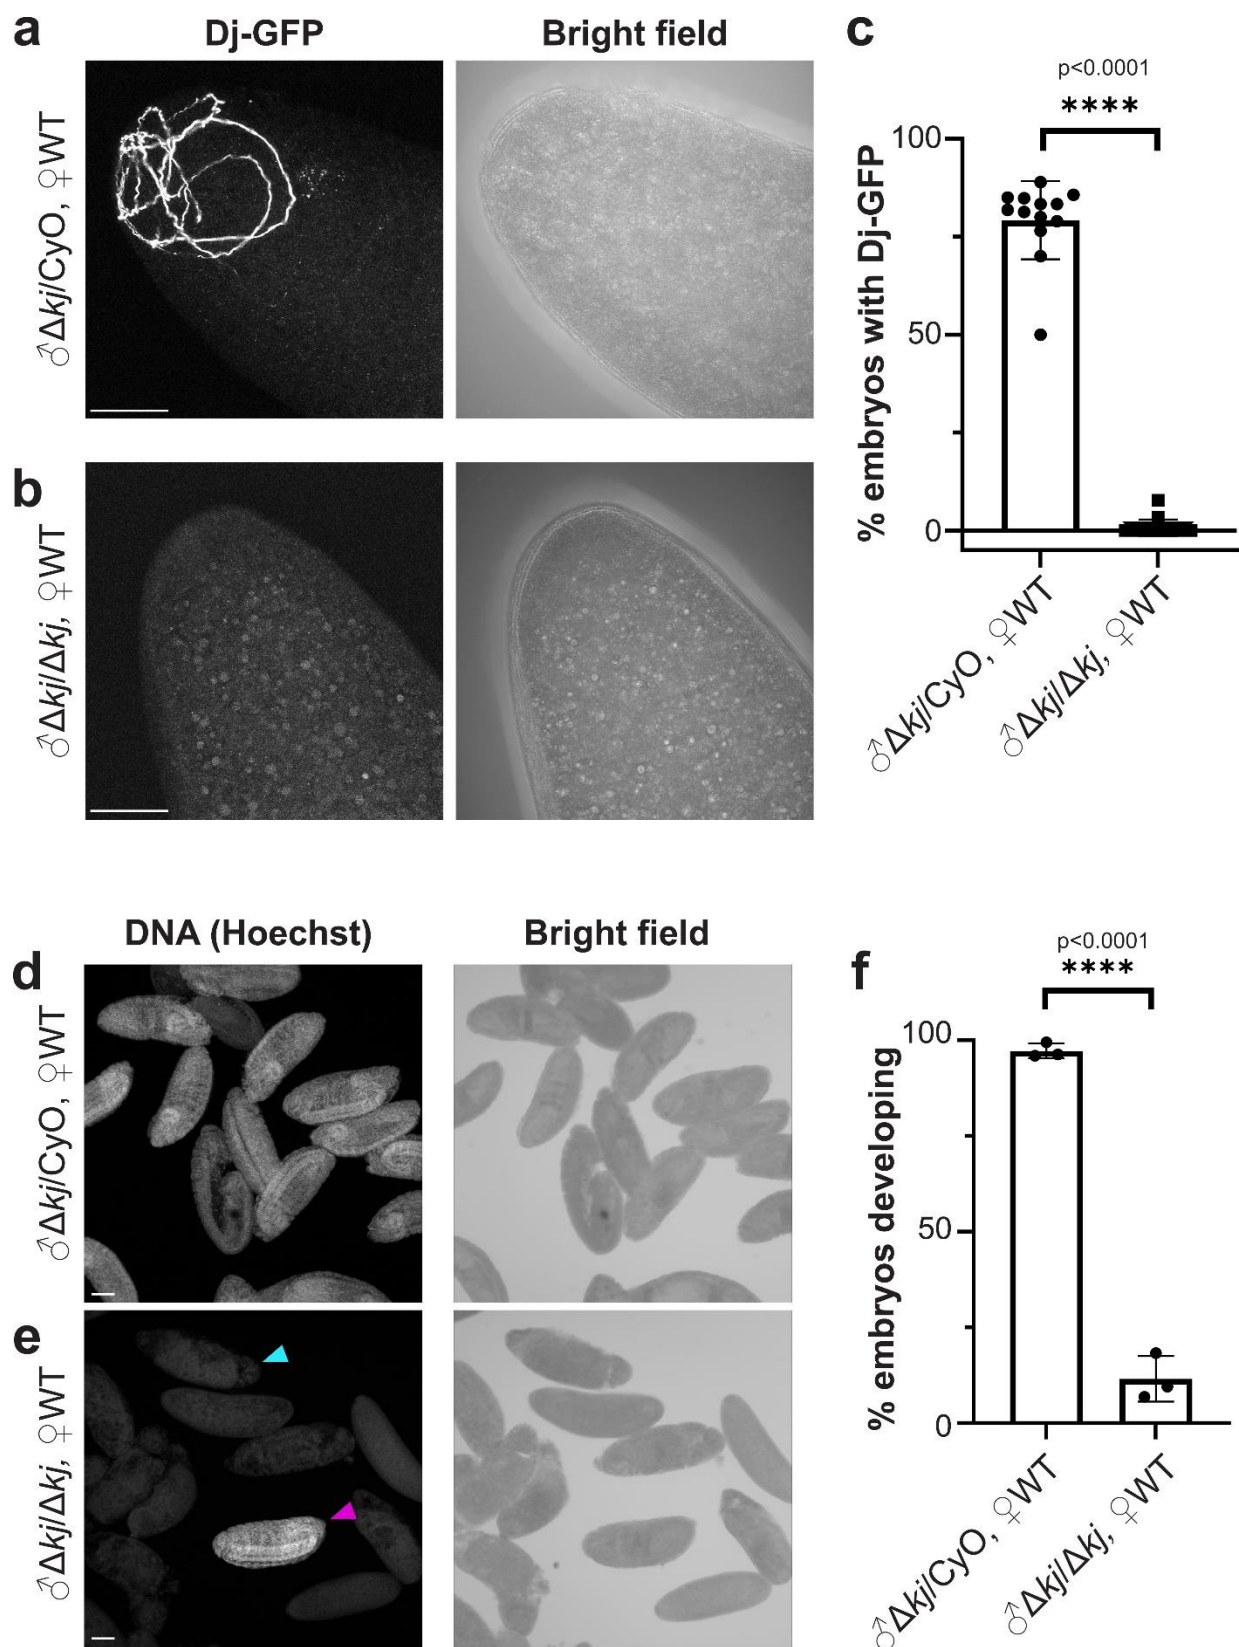 a
Dj-GFP
Bright field
♂Δkj/CyO, ♀WT
b
♂Δkj/Δkj, ♀WT
c
p<0.0001
****
% embryos with Dj-GFP
100
50
0
♂Δkj/CyO, ♀WT
♂Δkj/Δkj, ♀WT
DNA (Hoechst)
Bright field
d
♂Δkj/CyO, ♀WT
e
♂Δkj/Δkj, ♀WT
f
p<0.0001
****
% embryos developing
100
50
0
♂Δkj/CyO, ♀WT
♂Δkj/Δkj, ♀WT